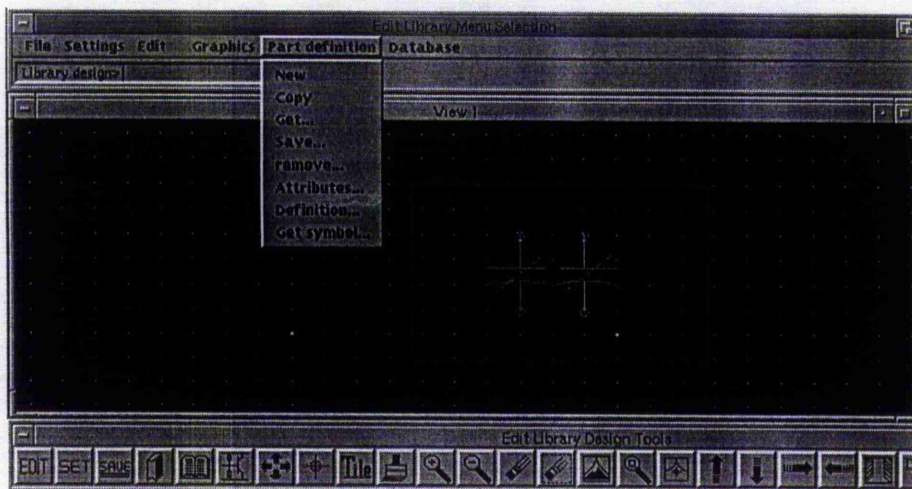 Edit Library Menu Selection
File Settings Edit Graphics Part definition Database
Library design>
New
Copy
Get...
Save...
remove...
Attributes...
Definition...
Get symbol...
View 1
Edit Library Design Tools
EDIT SET SAVE Tile